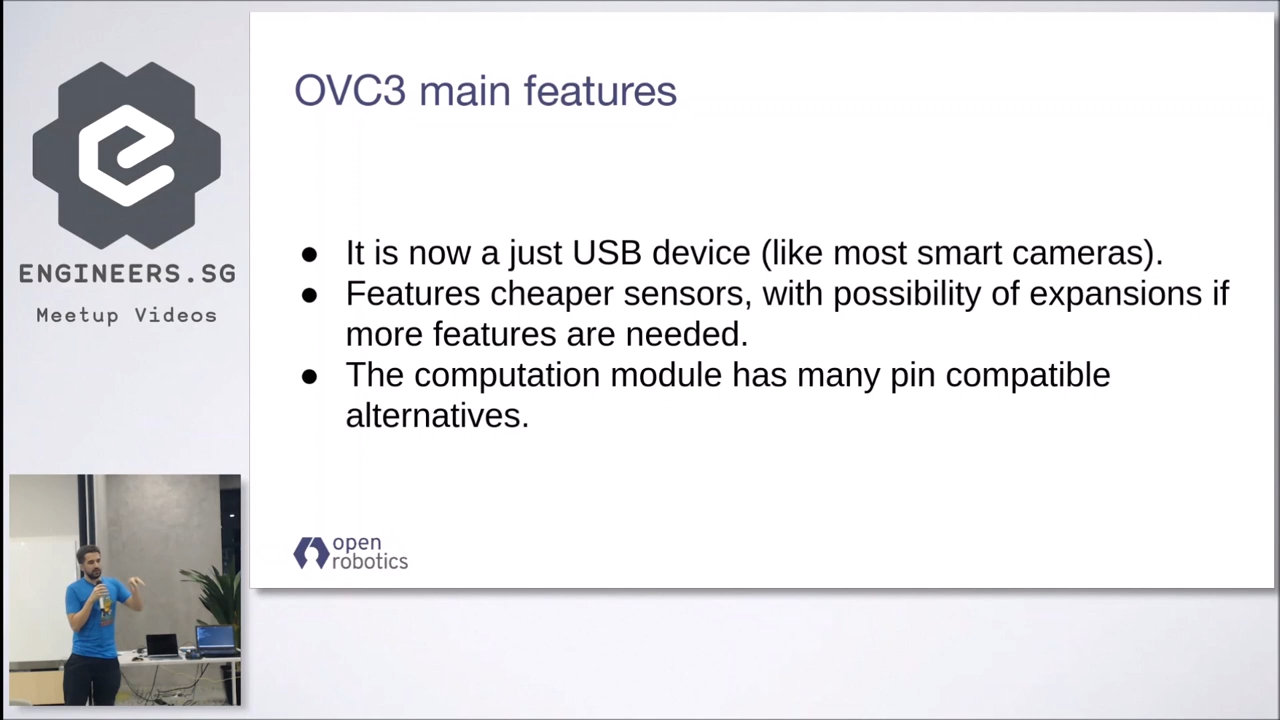 ENGINEERS.SG
Meetup Videos
OVC3 main features
● It is now a just USB device (like most smart cameras).
● Features cheaper sensors, with possibility of expansions if
more features are needed.
● The computation module has many pin compatible
alternatives.
open
robotics